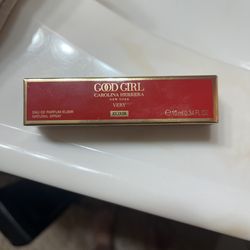 GOOD GIRL
CAROLINA HERRERA
NEW YORK
VERY
ELIXIR
EAU DE PARFUM ELIXIR
NATURAL SPRAY
℮ 10 ml 0.34 FL OZ